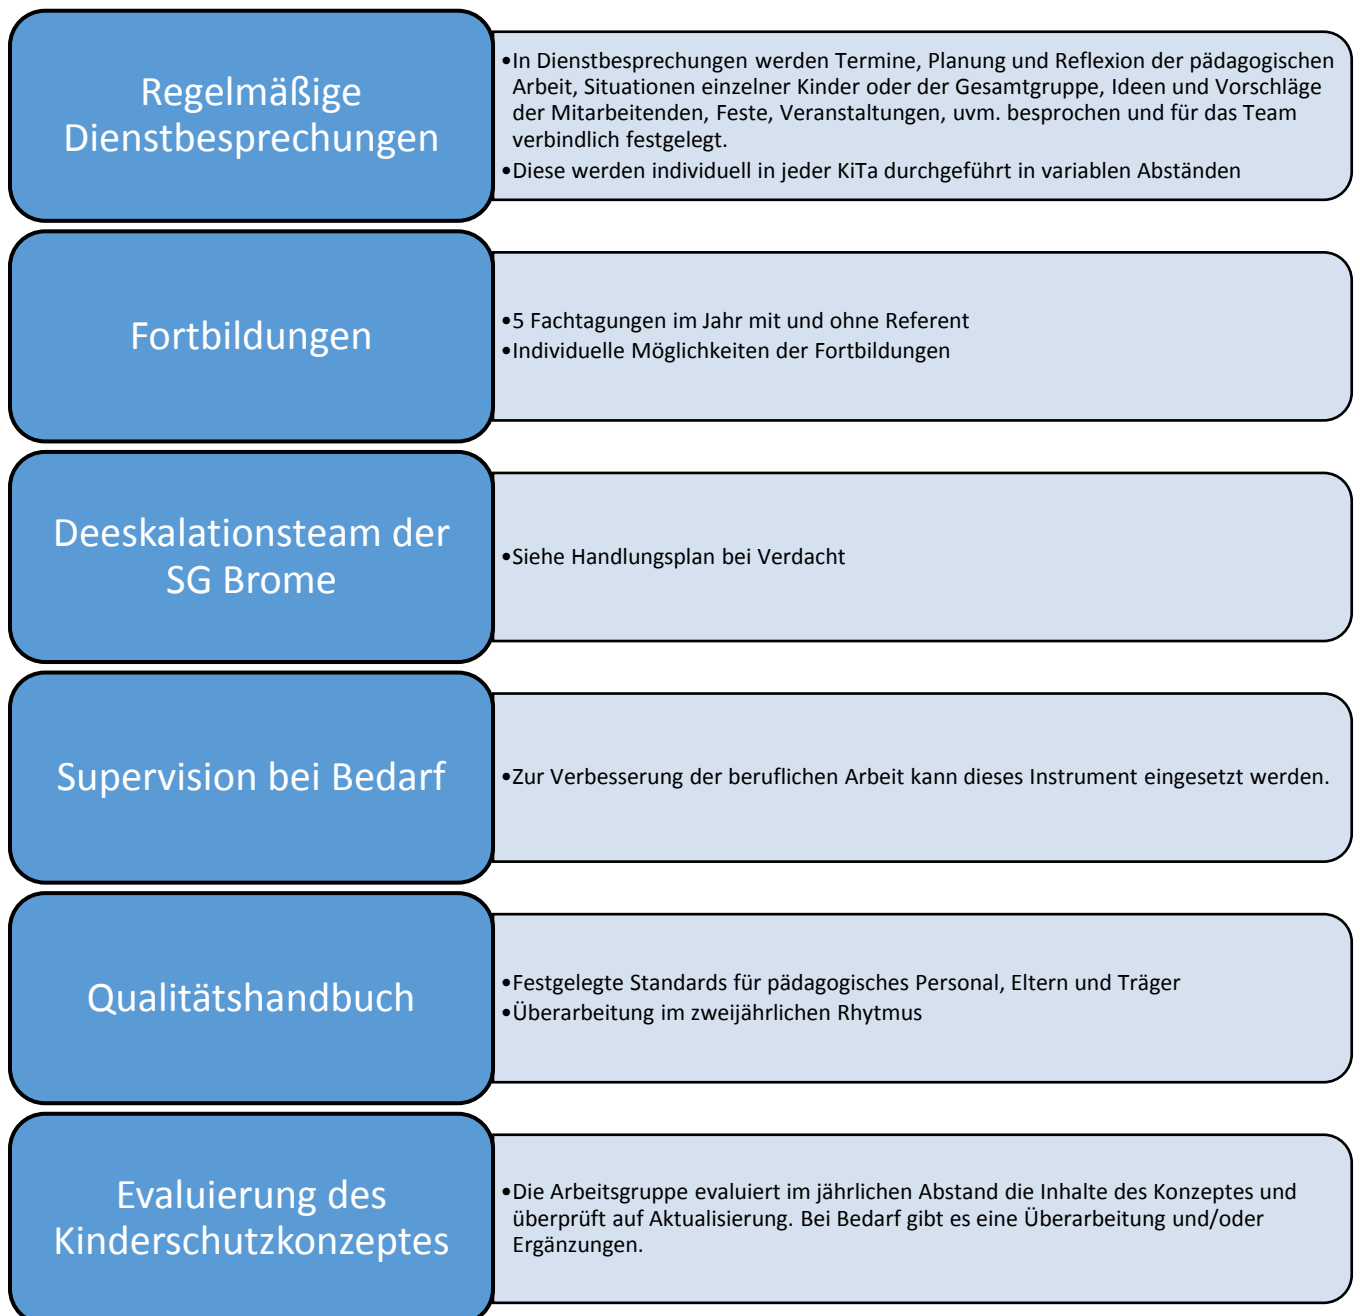 Regelmäßige
Dienstbesprechungen
•In Dienstbesprechungen werden Termine, Planung und Reflexion der pädagogischen
Arbeit, Situationen einzelner Kinder oder der Gesamtgruppe, Ideen und Vorschläge
der Mitarbeitenden, Feste, Veranstaltungen, uvm. besprochen und für das Team
verbindlich festgelegt.
•Diese werden individuell in jeder KiTa durchgeführt in variablen Abständen
Fortbildungen
•5 Fachtagungen im Jahr mit und ohne Referent
•Individuelle Möglichkeiten der Fortbildungen
Deeskalationsteam der
SG Brome
•Siehe Handlungsplan bei Verdacht
Supervision bei Bedarf
•Zur Verbesserung der beruflichen Arbeit kann dieses Instrument eingesetzt werden.
Qualitätshandbuch
•Festgelegte Standards für pädagogisches Personal, Eltern und Träger
•Überarbeitung im zweijährlichen Rhytmus
Evaluierung des
Kinderschutzkonzeptes
•Die Arbeitsgruppe evaluiert im jährlichen Abstand die Inhalte des Konzeptes und
überprüft auf Aktualisierung. Bei Bedarf gibt es eine Überarbeitung und/oder
Ergänzungen.